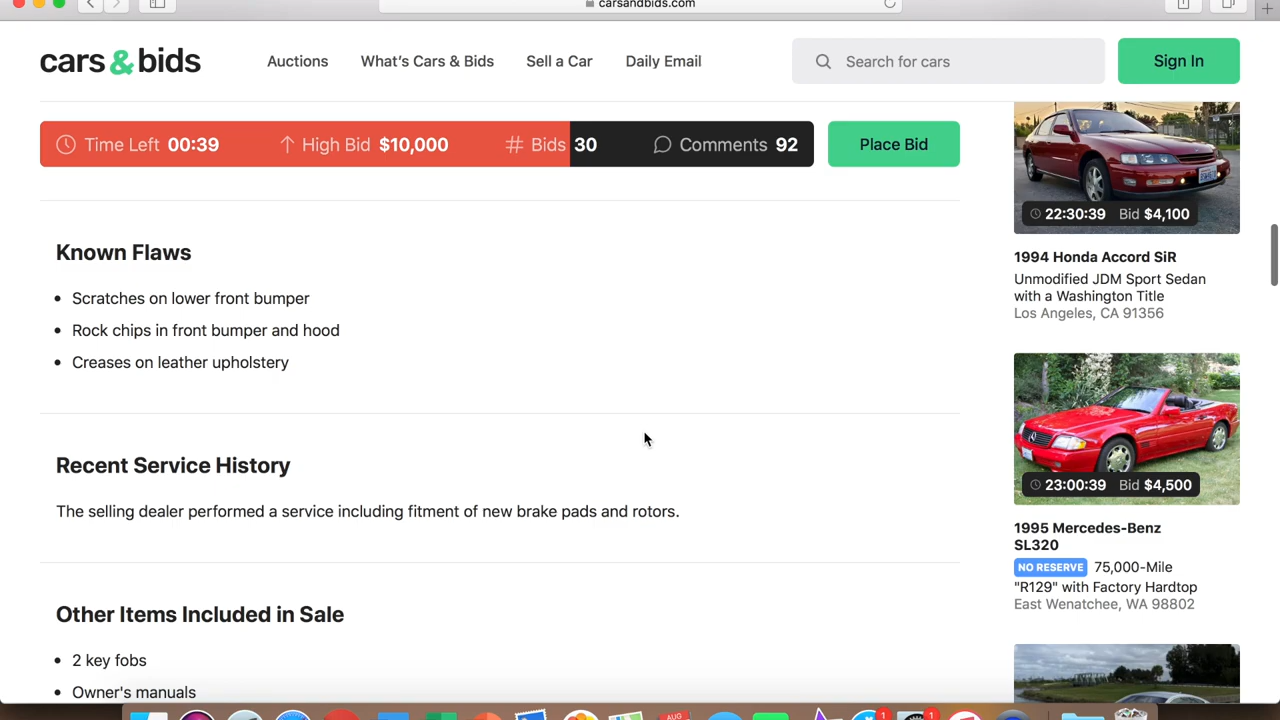 carsandbids.com
cars & bids
Auctions
What's Cars & Bids
Sell a Car
Daily Email
Search for cars
Sign In
Time Left 00:39
High Bid $10,000
# Bids 30
Comments 92
Place Bid
Known Flaws
• Scratches on lower front bumper
• Rock chips in front bumper and hood
• Creases on leather upholstery
Recent Service History
The selling dealer performed a service including fitment of new brake pads and rotors.
Other Items Included in Sale
• 2 key fobs
• Owner's manuals
22:30:39 Bid $4,100
1994 Honda Accord SiR
Unmodified JDM Sport Sedan
with a Washington Title
Los Angeles, CA 91356
23:00:39 Bid $4,500
1995 Mercedes-Benz
SL320
NO RESERVE 75,000-Mile
"R129" with Factory Hardtop
East Wenatchee, WA 98802
AUG
1
1